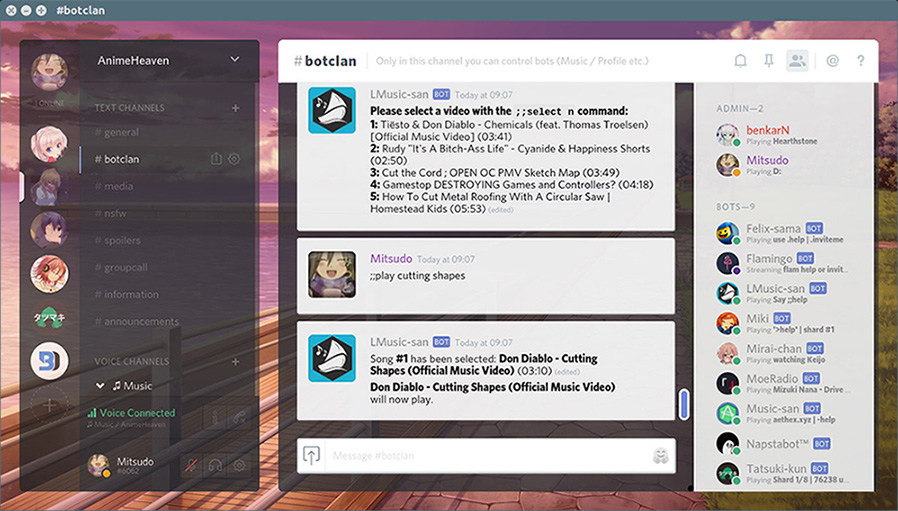 #botclan
AnimeHeaven
ONLINE
TEXT CHANNELS
# general
# botclan
# media
# nsfw
# spoilers
# groupcall
# information
# announcements
タツマキ
VOICE CHANNELS
Music
Voice Connected
Music / AnimeHeaven
Mitsudo
#6062
#botclan
Only in this channel you can control bots (Music / Profile etc.)
LMusic-san BOT Today at 09:07
Please select a video with the ;;select n command:
1: Tiësto & Don Diablo - Chemicals (feat. Thomas Troelsen)
[Official Music Video] (03:41)
2: Rudy "It's A Bitch-Ass Life" - Cyanide & Happiness Shorts
(02:50)
3: Cut the Cord ; OPEN OC PMV Sketch Map (03:49)
4: Gamestop DESTROYING Games and Controllers? (04:18)
5: How To Cut Metal Roofing With A Circular Saw |
Homestead Kids (05:53) (edited)
Mitsudo Today at 09:07
;;play cutting shapes
LMusic-san BOT Today at 09:07
Song #1 has been selected: Don Diablo - Cutting
Shapes (Official Music Video) (03:10) (edited)
Don Diablo - Cutting Shapes (Official Music Video)
will now play.
Message #botclan
@ ?
ADMIN—2
benkarN
Playing Hearthstone
Mitsudo
Playing D:
BOTS—9
Felix-sama BOT
Playing use .help | .inviteme
Flamingo BOT
Streaming flam help or invit...
LMusic-san BOT
Playing Say ;;help
Miki BOT
Playing '>help' | shard #1
Mirai-chan BOT
Playing watching Keijo
MoeRadio BOT
Playing Mizuki Nana - Drive ...
Music-san BOT
Playing aethex.xyz | -help
Napstabot™ BOT
Tatsuki-kun BOT
Playing Shard 1/8 | 76238 u...